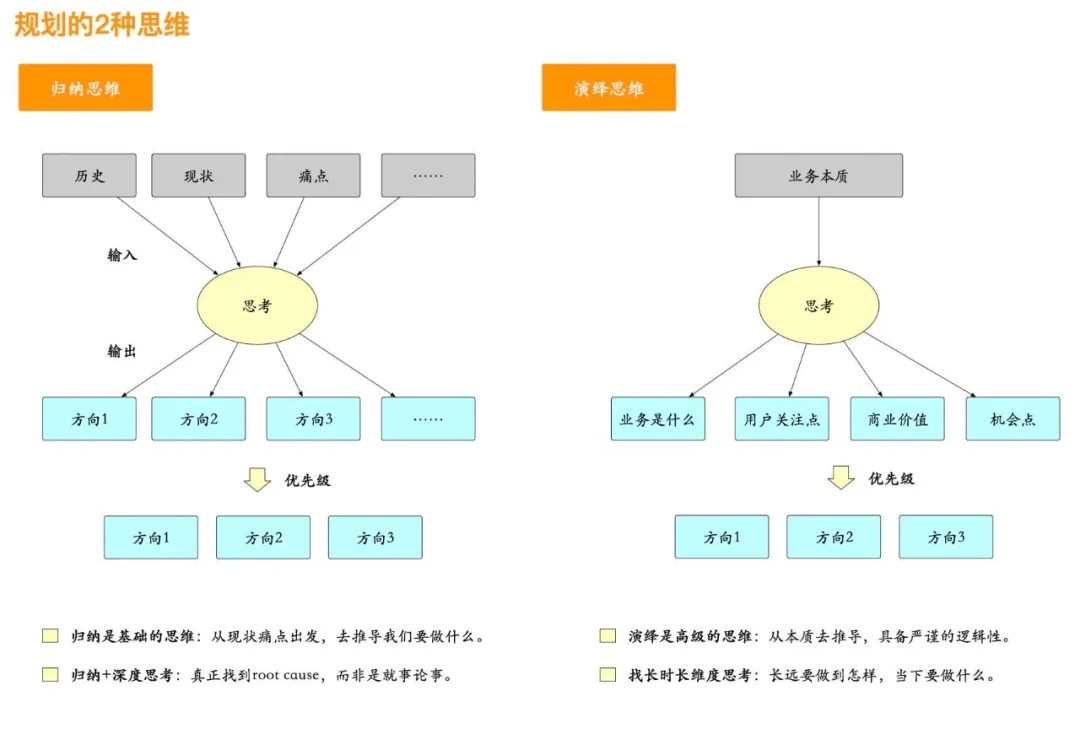 规划的2种思维
归纳思维
历史
现状
痛点
……
输入
思考
输出
方向1
方向2
方向3
……
优先级
方向1
方向2
方向3
归纳是基础的思维：从现状痛点出发，去推导我们要做什么。
归纳+深度思考：真正找到root cause，而非是就事论事。
演绎思维
业务本质
思考
业务是什么
用户关注点
商业价值
机会点
优先级
方向1
方向2
方向3
演绎是高级的思维：从本质去推导，具备严谨的逻辑性。
找长时长维度思考：长远要做到怎样，当下要做什么。